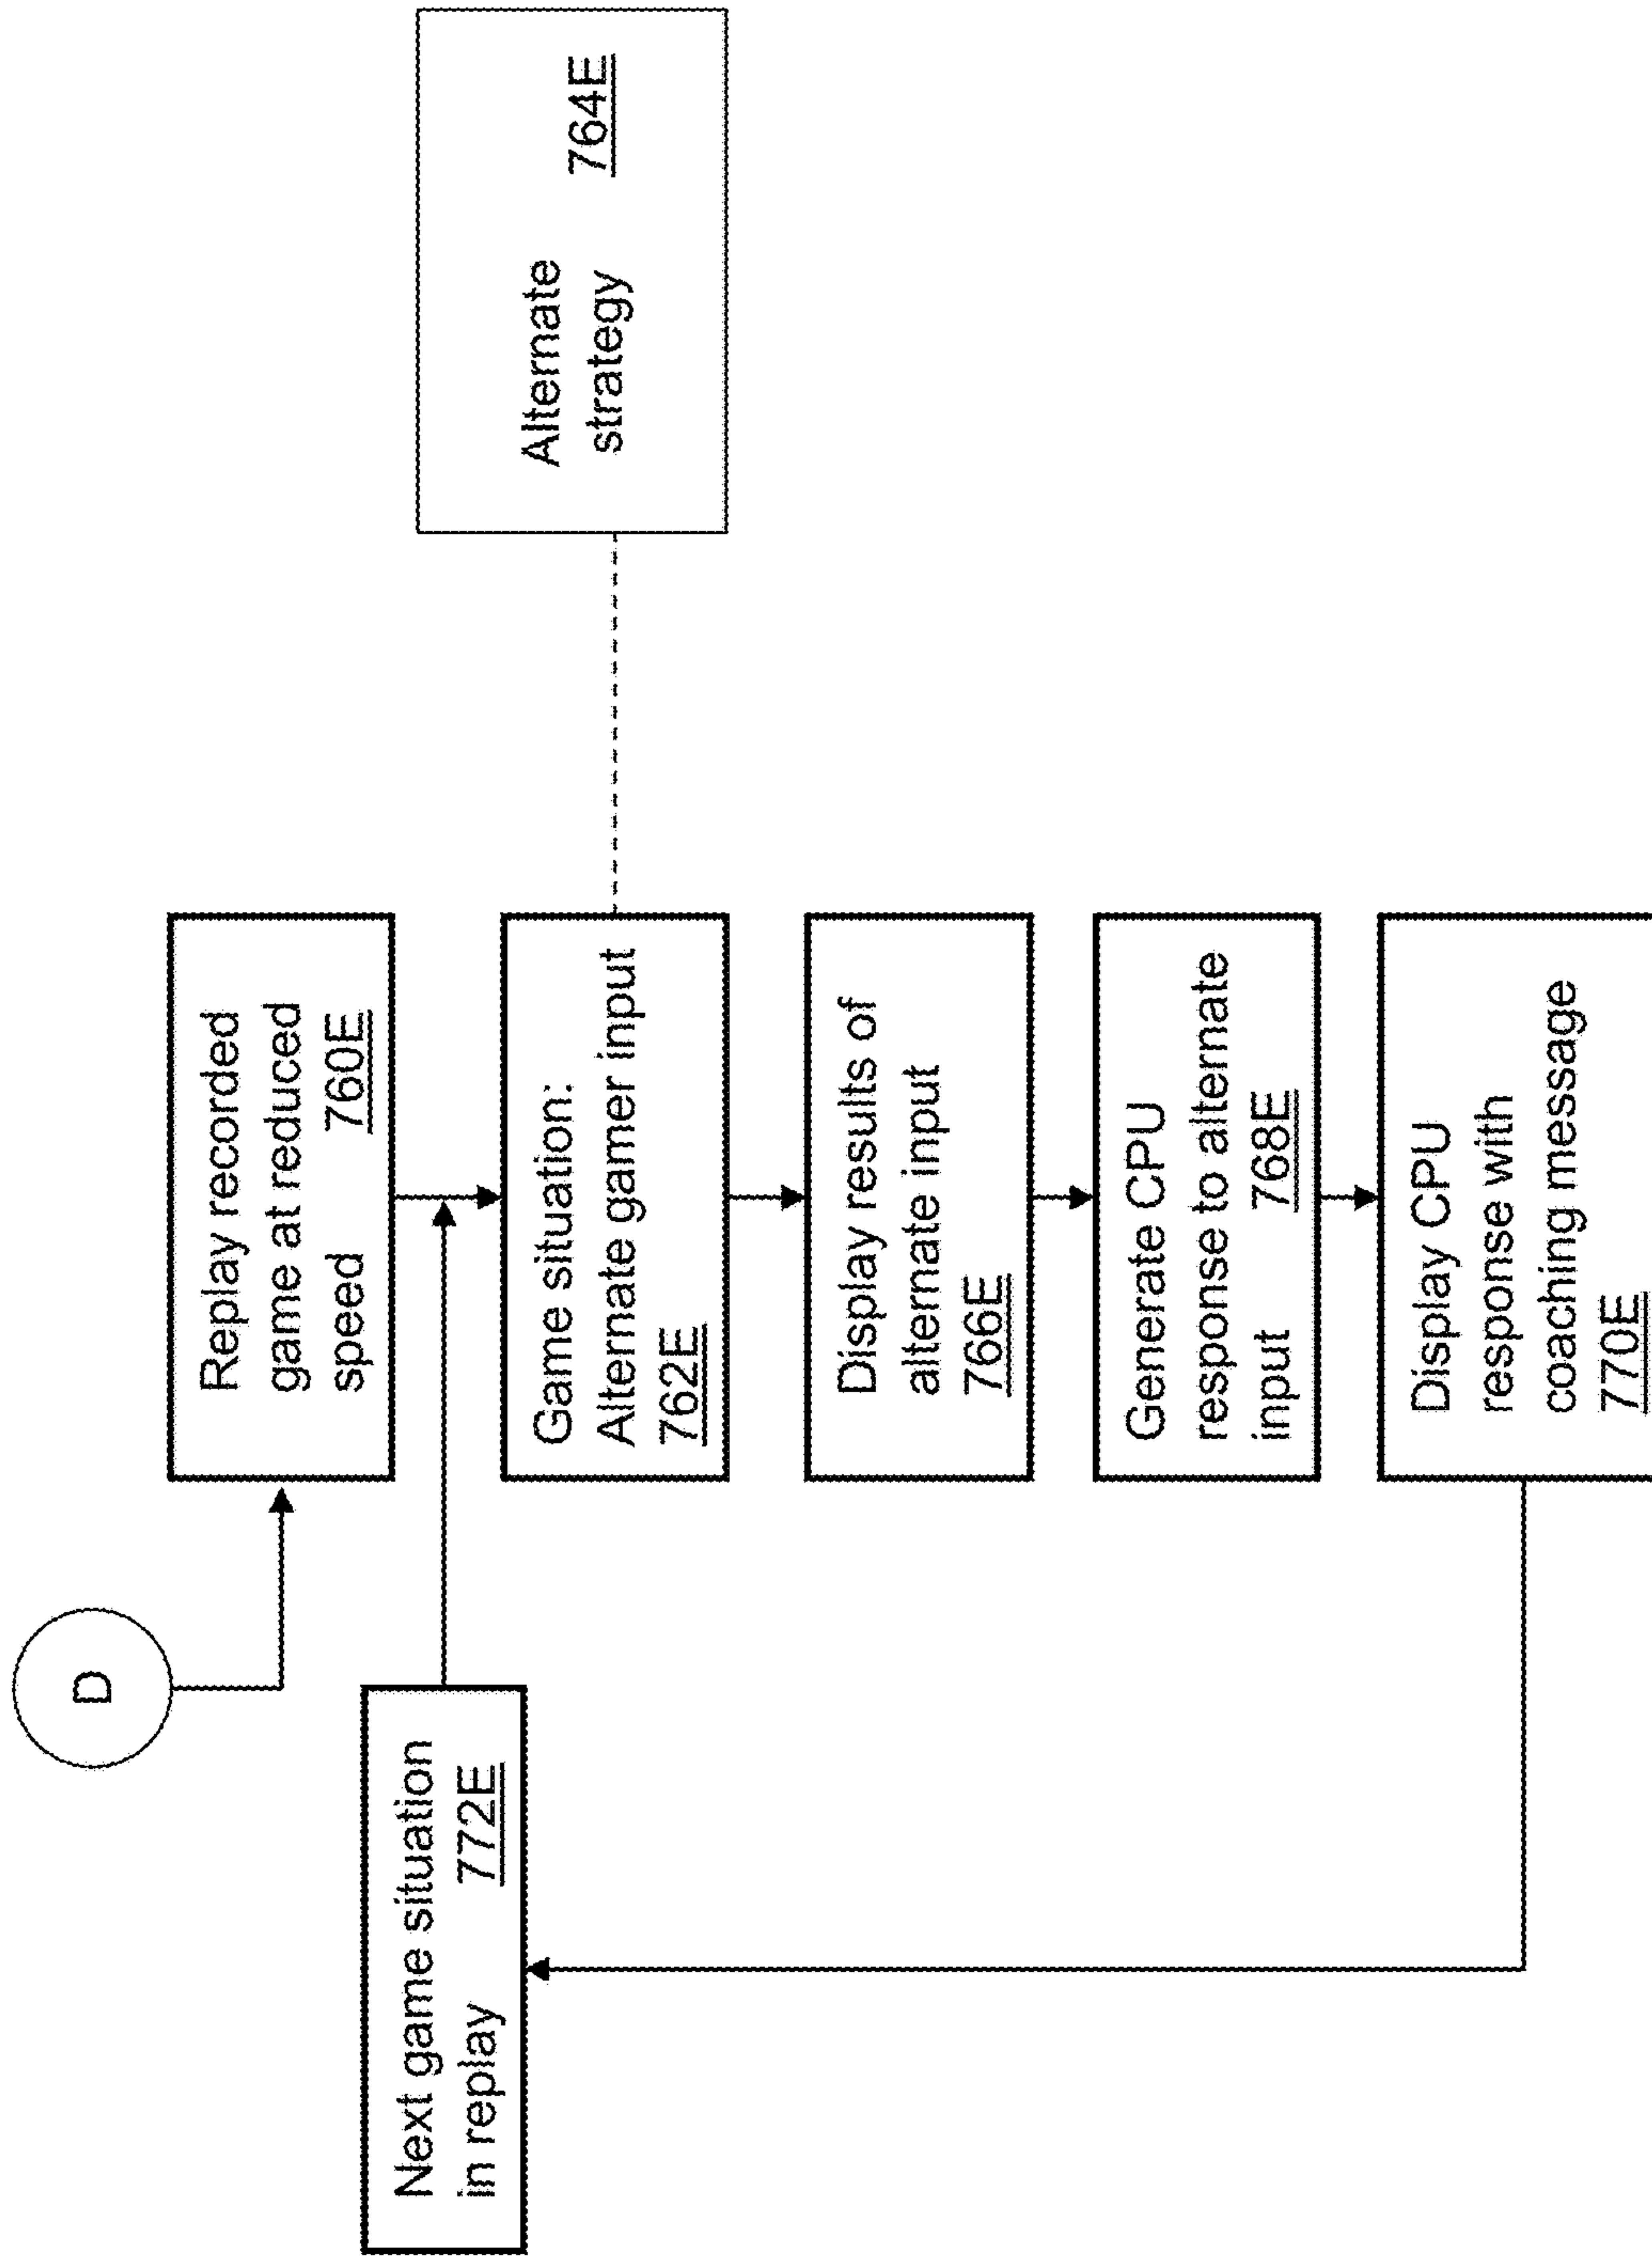 D
Replay recorded
game at reduced
speed 760E
Next game situation
in replay 772E
Game situation:
Alternate gamer input
762E
Alternate
strategy 764E
Display results of
alternate input
766E
Generate CPU
response to alternate
input 768E
Display CPU
response with
coaching message
770E